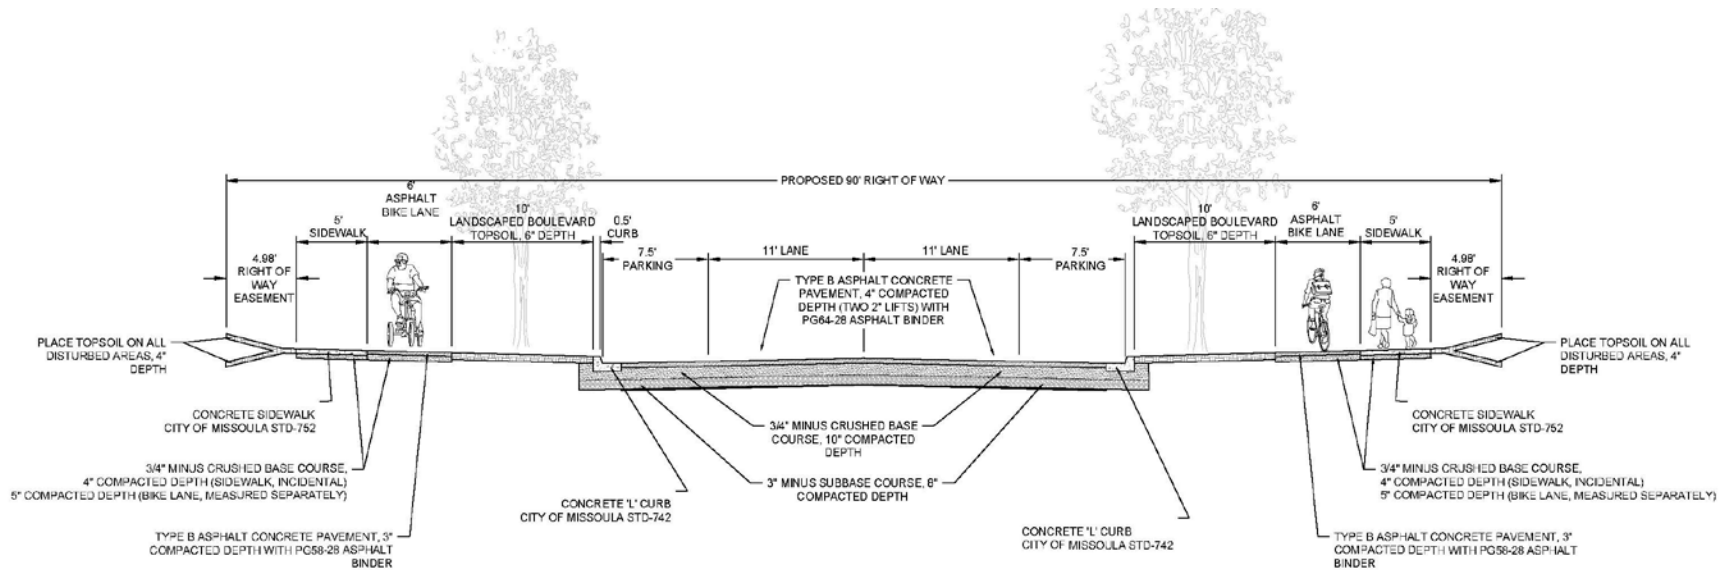 PROPOSED 90' RIGHT OF WAY
6'
ASPHALT
BIKE LANE
5'
SIDEWALK
10'
LANDSCAPED BOULEVARD
TOPSOIL, 6" DEPTH
0.5'
CURB
4.98'
RIGHT OF
WAY
EASEMENT
7.5'
PARKING
11' LANE
11' LANE
7.5'
PARKING
10'
LANDSCAPED BOULEVARD
TOPSOIL, 6" DEPTH
6'
ASPHALT
BIKE LANE
5'
SIDEWALK
4.98'
RIGHT OF
WAY
EASEMENT
TYPE B ASPHALT CONCRETE
PAVEMENT, 4" COMPACTED
DEPTH (TWO 2" LIFTS) WITH
PG64-28 ASPHALT BINDER
PLACE TOPSOIL ON ALL
DISTURBED AREAS, 4"
DEPTH
PLACE TOPSOIL ON ALL
DISTURBED AREAS, 4"
DEPTH
CONCRETE SIDEWALK
CITY OF MISSOULA STD-752
3/4" MINUS CRUSHED BASE COURSE,
4" COMPACTED DEPTH (SIDEWALK, INCIDENTAL)
5" COMPACTED DEPTH (BIKE LANE, MEASURED SEPARATELY)
TYPE B ASPHALT CONCRETE PAVEMENT, 3"
COMPACTED DEPTH WITH PG58-28 ASPHALT
BINDER
CONCRETE 'L' CURB
CITY OF MISSOULA STD-742
3/4" MINUS CRUSHED BASE
COURSE, 10" COMPACTED
DEPTH
3" MINUS SUBBASE COURSE, 8"
COMPACTED DEPTH
CONCRETE 'L' CURB
CITY OF MISSOULA STD-742
CONCRETE SIDEWALK
CITY OF MISSOULA STD-752
3/4" MINUS CRUSHED BASE COURSE,
4" COMPACTED DEPTH (SIDEWALK, INCIDENTAL)
5" COMPACTED DEPTH (BIKE LANE, MEASURED SEPARATELY)
TYPE B ASPHALT CONCRETE PAVEMENT, 3"
COMPACTED DEPTH WITH PG58-28 ASPHALT
BINDER